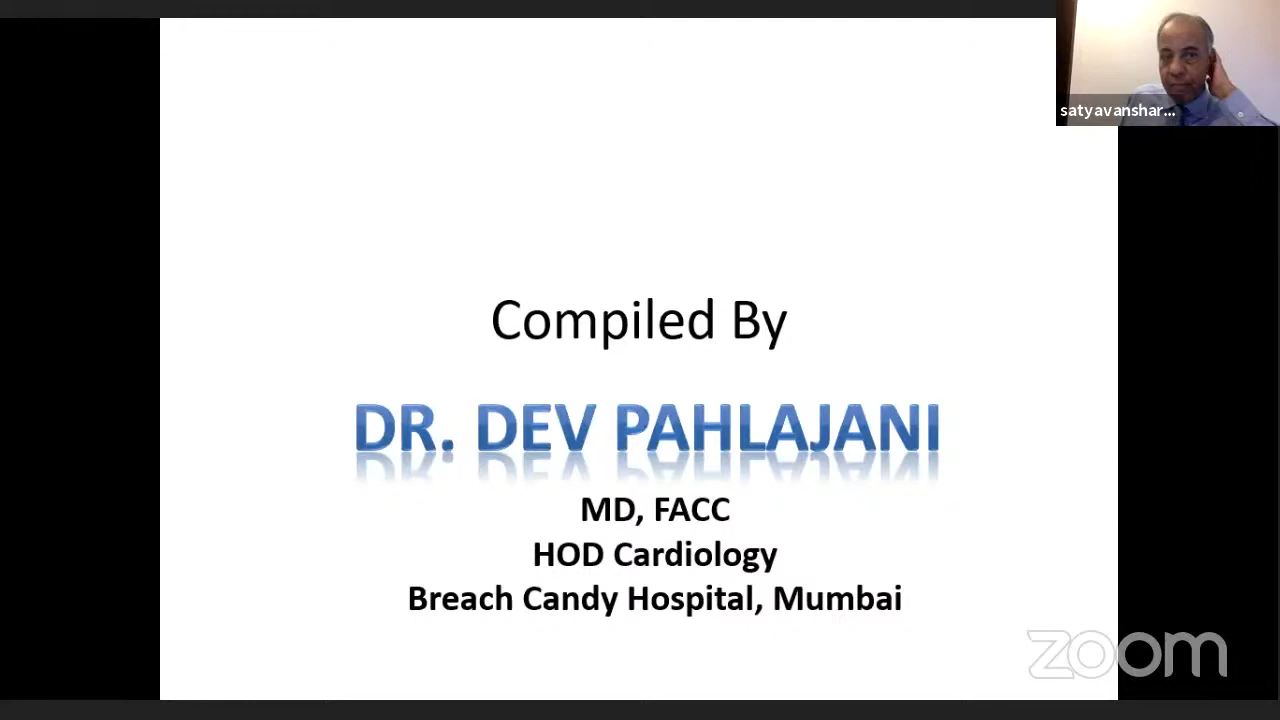 satyavanshar...
Compiled By
DR. DEV PAHLAJANI
MD, FACC
HOD Cardiology
Breach Candy Hospital, Mumbai
zoom